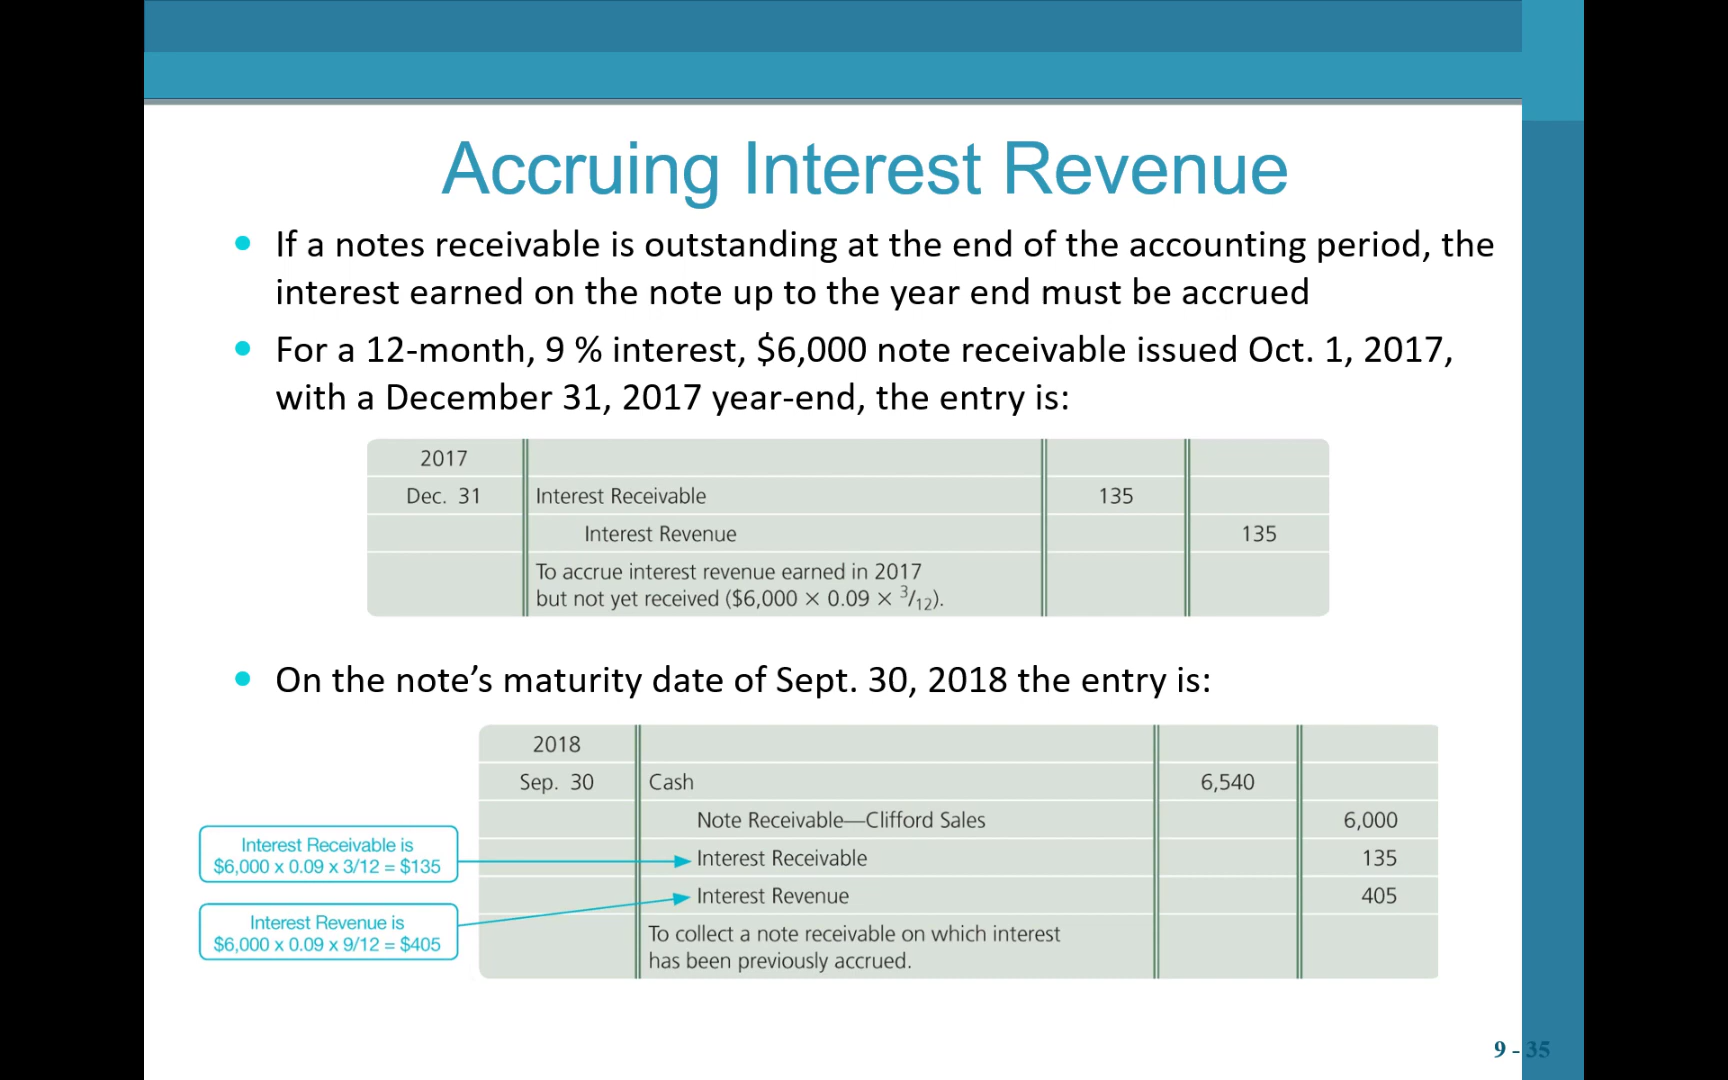 Accruing Interest Revenue
If a notes receivable is outstanding at the end of the accounting period, the
interest earned on the note up to the year end must be accrued
For a 12-month, 9 % interest, $6,000 note receivable issued Oct. 1, 2017,
with a December 31, 2017 year-end, the entry is:
2017
Dec. 31 Interest Receivable 135
Interest Revenue 135
To accrue interest revenue earned in 2017
but not yet received ($6,000 × 0.09 × 3/12).
On the note’s maturity date of Sept. 30, 2018 the entry is:
2018
Sep. 30 Cash 6,540
Note Receivable—Clifford Sales 6,000
Interest Receivable is
$6,000 x 0.09 x 3/12 = $135
Interest Receivable 135
Interest Revenue is
$6,000 x 0.09 x 9/12 = $405
Interest Revenue 405
To collect a note receivable on which interest
has been previously accrued.
9 - 35